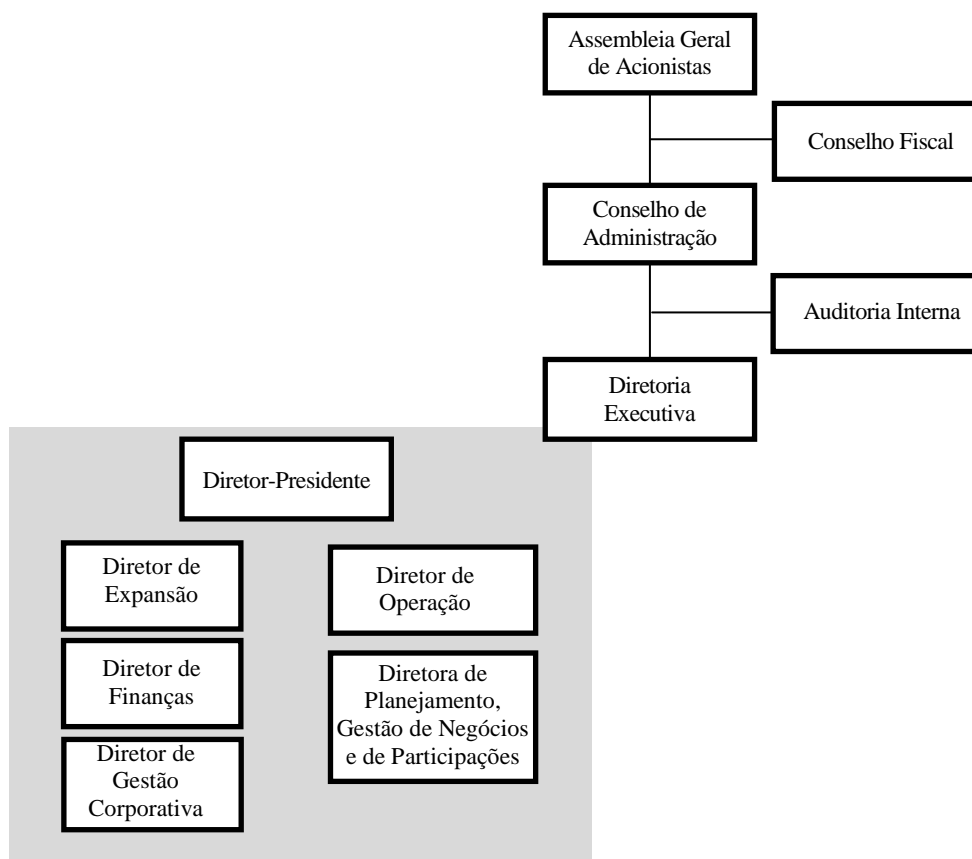 Assembleia Geral
de Acionistas
Conselho Fiscal
Conselho de
Administração
Auditoria Interna
Diretoria
Executiva
Diretor-Presidente
Diretor de
Expansão
Diretor de
Operação
Diretor de
Finanças
Diretora de
Planejamento,
Gestão de Negócios
e de Participações
Diretor de
Gestão
Corporativa